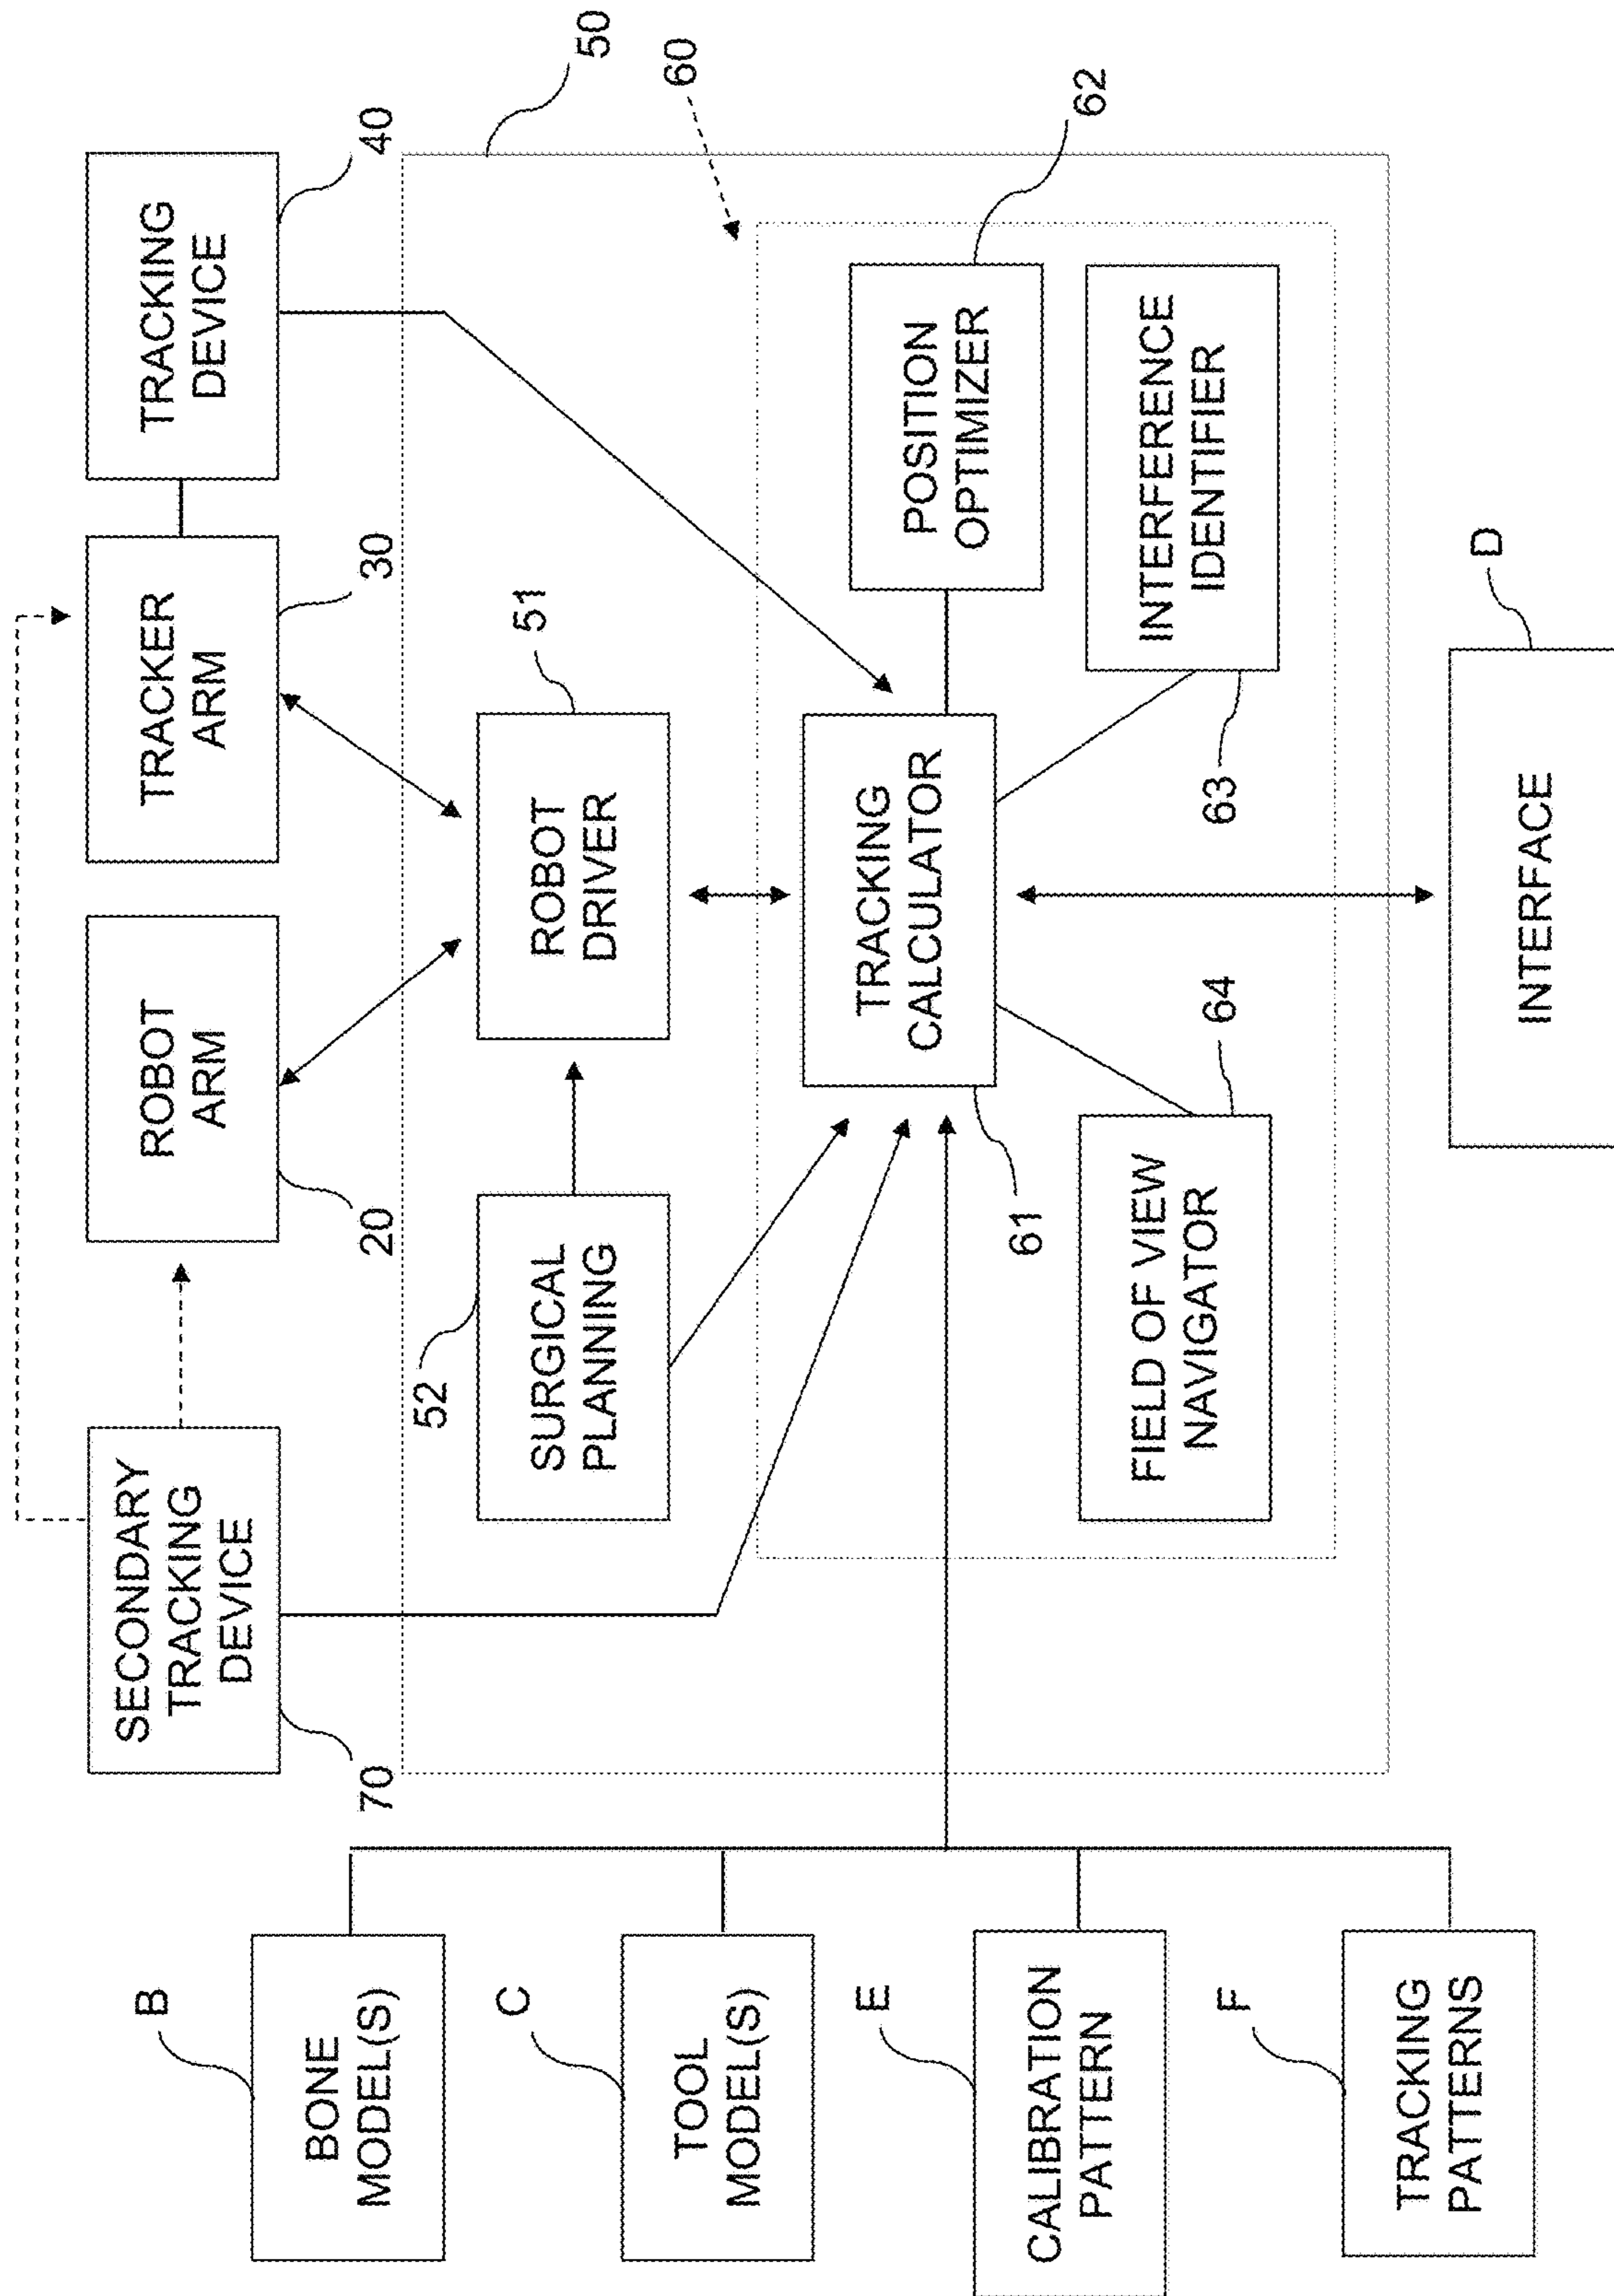 B
BONE
MODEL(S)
C
TOOL
MODEL(S)
E
CALIBRATION
PATTERN
F
TRACKING
PATTERNS
SECONDARY
TRACKING
DEVICE
70
ROBOT
ARM
20
TRACKER
ARM
30
TRACKING
DEVICE
40
50
60
52
SURGICAL
PLANNING
ROBOT
DRIVER
51
TRACKING
CALCULATOR
61
POSITION
OPTIMIZER
62
INTERFERENCE
IDENTIFIER
63
FIELD OF VIEW
NAVIGATOR
64
INTERFACE
D